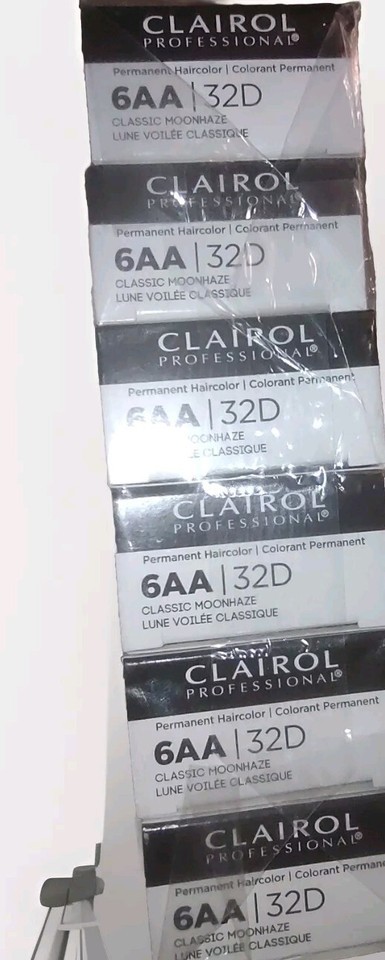 CLAIROL
PROFESSIONAL®
Permanent Haircolor | Colorant Permanent
6AA | 32D
CLASSIC MOONHAZE
LUNE VOILÉE CLASSIQUE
CLAIROL
PROFESSIONAL®
Permanent Haircolor | Colorant Permanent
6AA | 32D
CLASSIC MOONHAZE
LUNE VOILÉE CLASSIQUE
CLAIROL
PROFESSIONAL®
Permanent Haircolor | Colorant Permanent
6AA | 32D
MOONHAZE
CLASSIQUE
CLAIROL
PROFESSIONAL®
Permanent Haircolor | Colorant Permanent
6AA | 32D
CLASSIC MOONHAZE
LUNE VOILÉE CLASSIQUE
CLAIROL
PROFESSIONAL®
Permanent Haircolor | Colorant Permanent
6AA | 32D
CLASSIC MOONHAZE
LUNE VOILÉE CLASSIQUE
CLAIROL
PROFESSIONAL®
Permanent Haircolor | Colorant Permane
6AA | 32D
CLASSIC MOONHAZE
LUNE VOILÉE CLASSIQUE